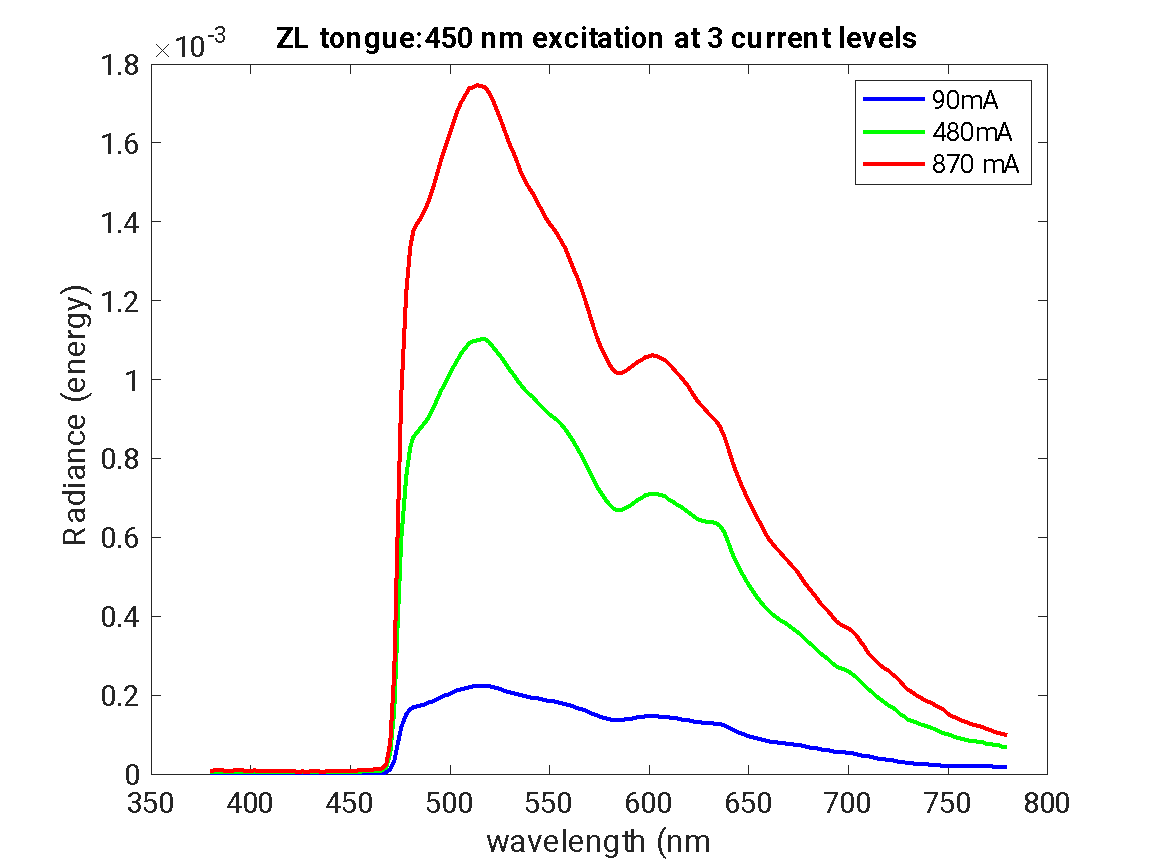 ×10-3
ZL tongue:450 nm excitation at 3 current levels
1.8
1.6
1.4
1.2
1
0.8
0.6
0.4
0.2
0
Radiance (energy)
90mA
480mA
870 mA
350 400 450 500 550 600 650 700 750 800
wavelength (nm